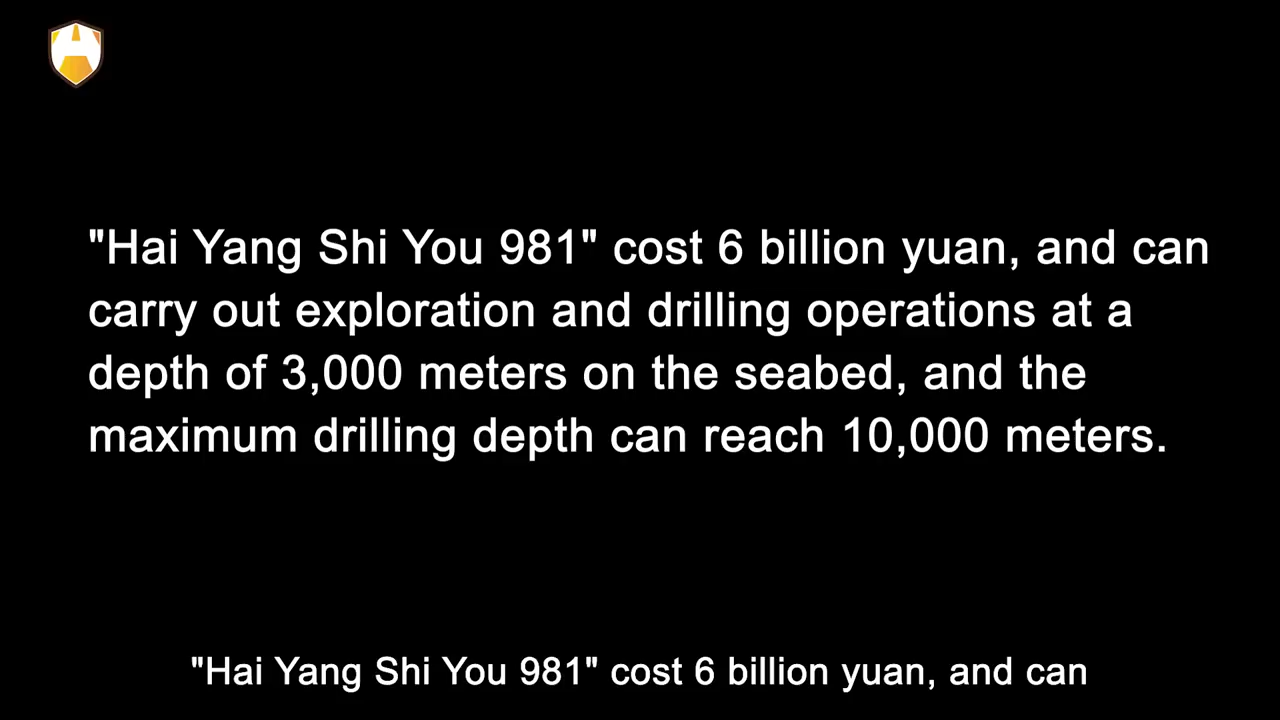 "Hai Yang Shi You 981" cost 6 billion yuan, and can
carry out exploration and drilling operations at a
depth of 3,000 meters on the seabed, and the
maximum drilling depth can reach 10,000 meters.
"Hai Yang Shi You 981" cost 6 billion yuan, and can